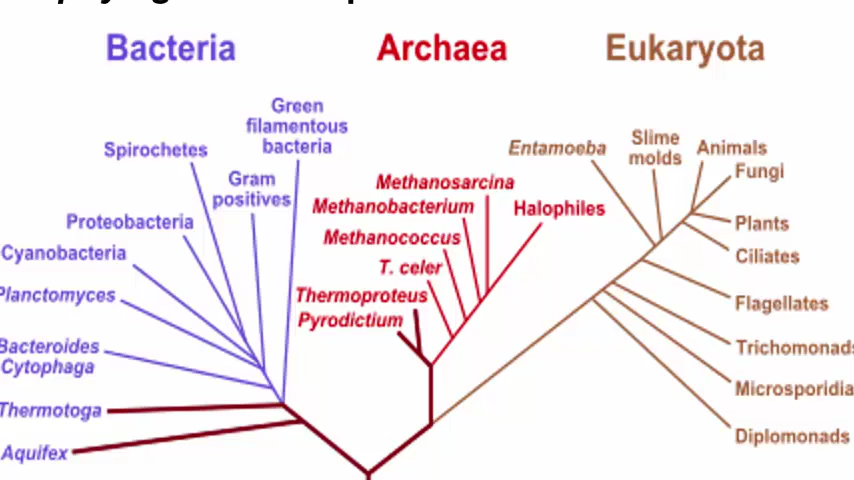 Bacteria
Archaea
Eukaryota
Green
filamentous
bacteria
Spirochetes
Gram
positives
Proteobacteria
Cyanobacteria
Planctomyces
Bacteroides
Cytophaga
Thermotoga
Aquifex
Methanosarcina
Methanobacterium
Halophiles
Methanococcus
T. celer
Thermoproteus
Pyrodictium
Entamoeba
Slime
molds
Animals
Fungi
Plants
Ciliates
Flagellates
Trichomonads
Microsporidia
Diplomonads